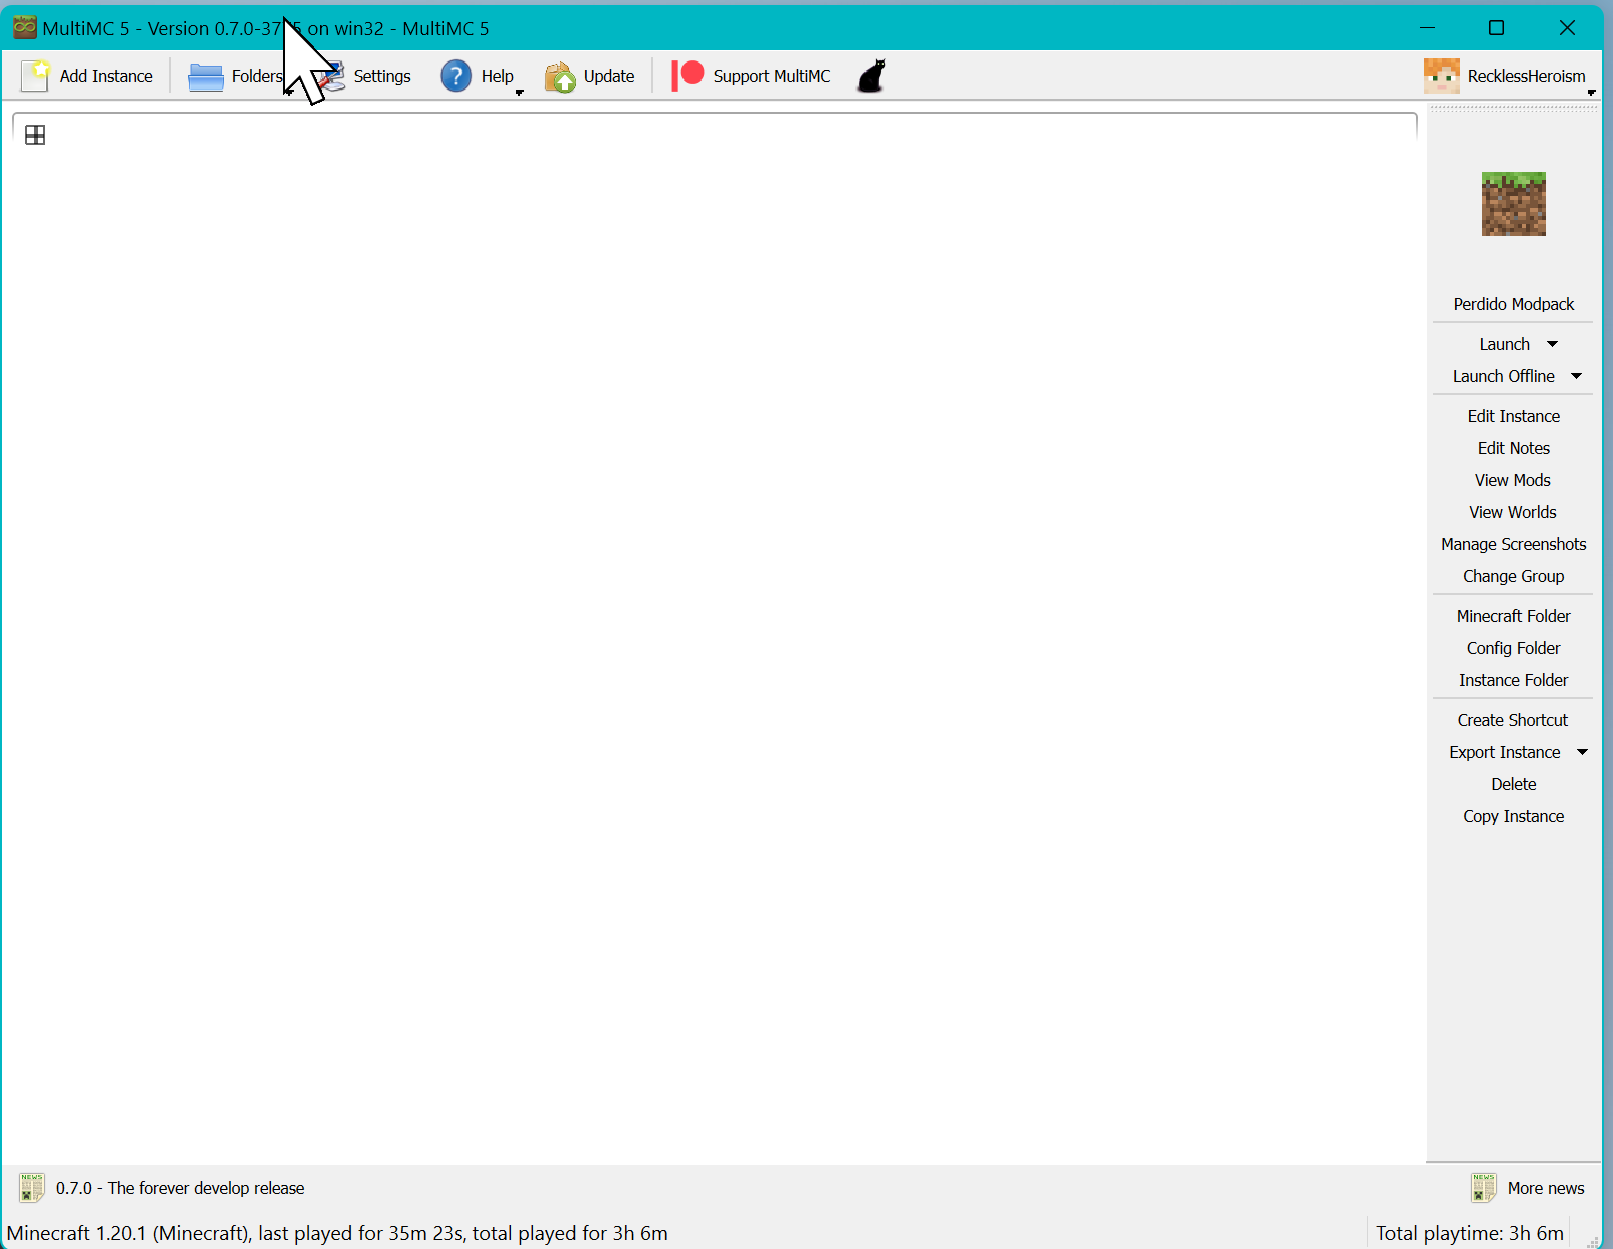 MultiMC 5 - Version 0.7.0-37 5 on win32 - MultiMC 5
Add Instance Folders Settings Help Update Support MultiMC RecklessHeroism
Perdido Modpack
Launch
Launch Offline
Edit Instance
Edit Notes
View Mods
View Worlds
Manage Screenshots
Change Group
Minecraft Folder
Config Folder
Instance Folder
Create Shortcut
Export Instance
Delete
Copy Instance
NEWS 0.7.0 - The forever develop release NEWS More news
Minecraft 1.20.1 (Minecraft), last played for 35m 23s, total played for 3h 6m Total playtime: 3h 6m